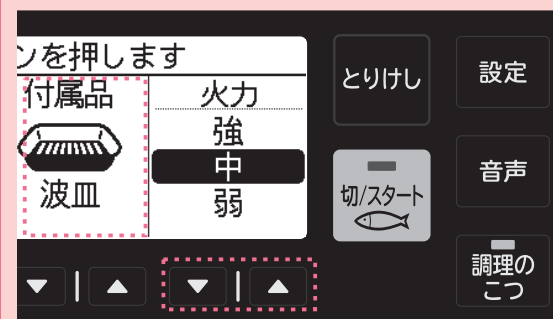 ンを押します
付属品
波皿
火力
強
中
弱
とりけし
切/スタート
設定
音声
調理の
こつ